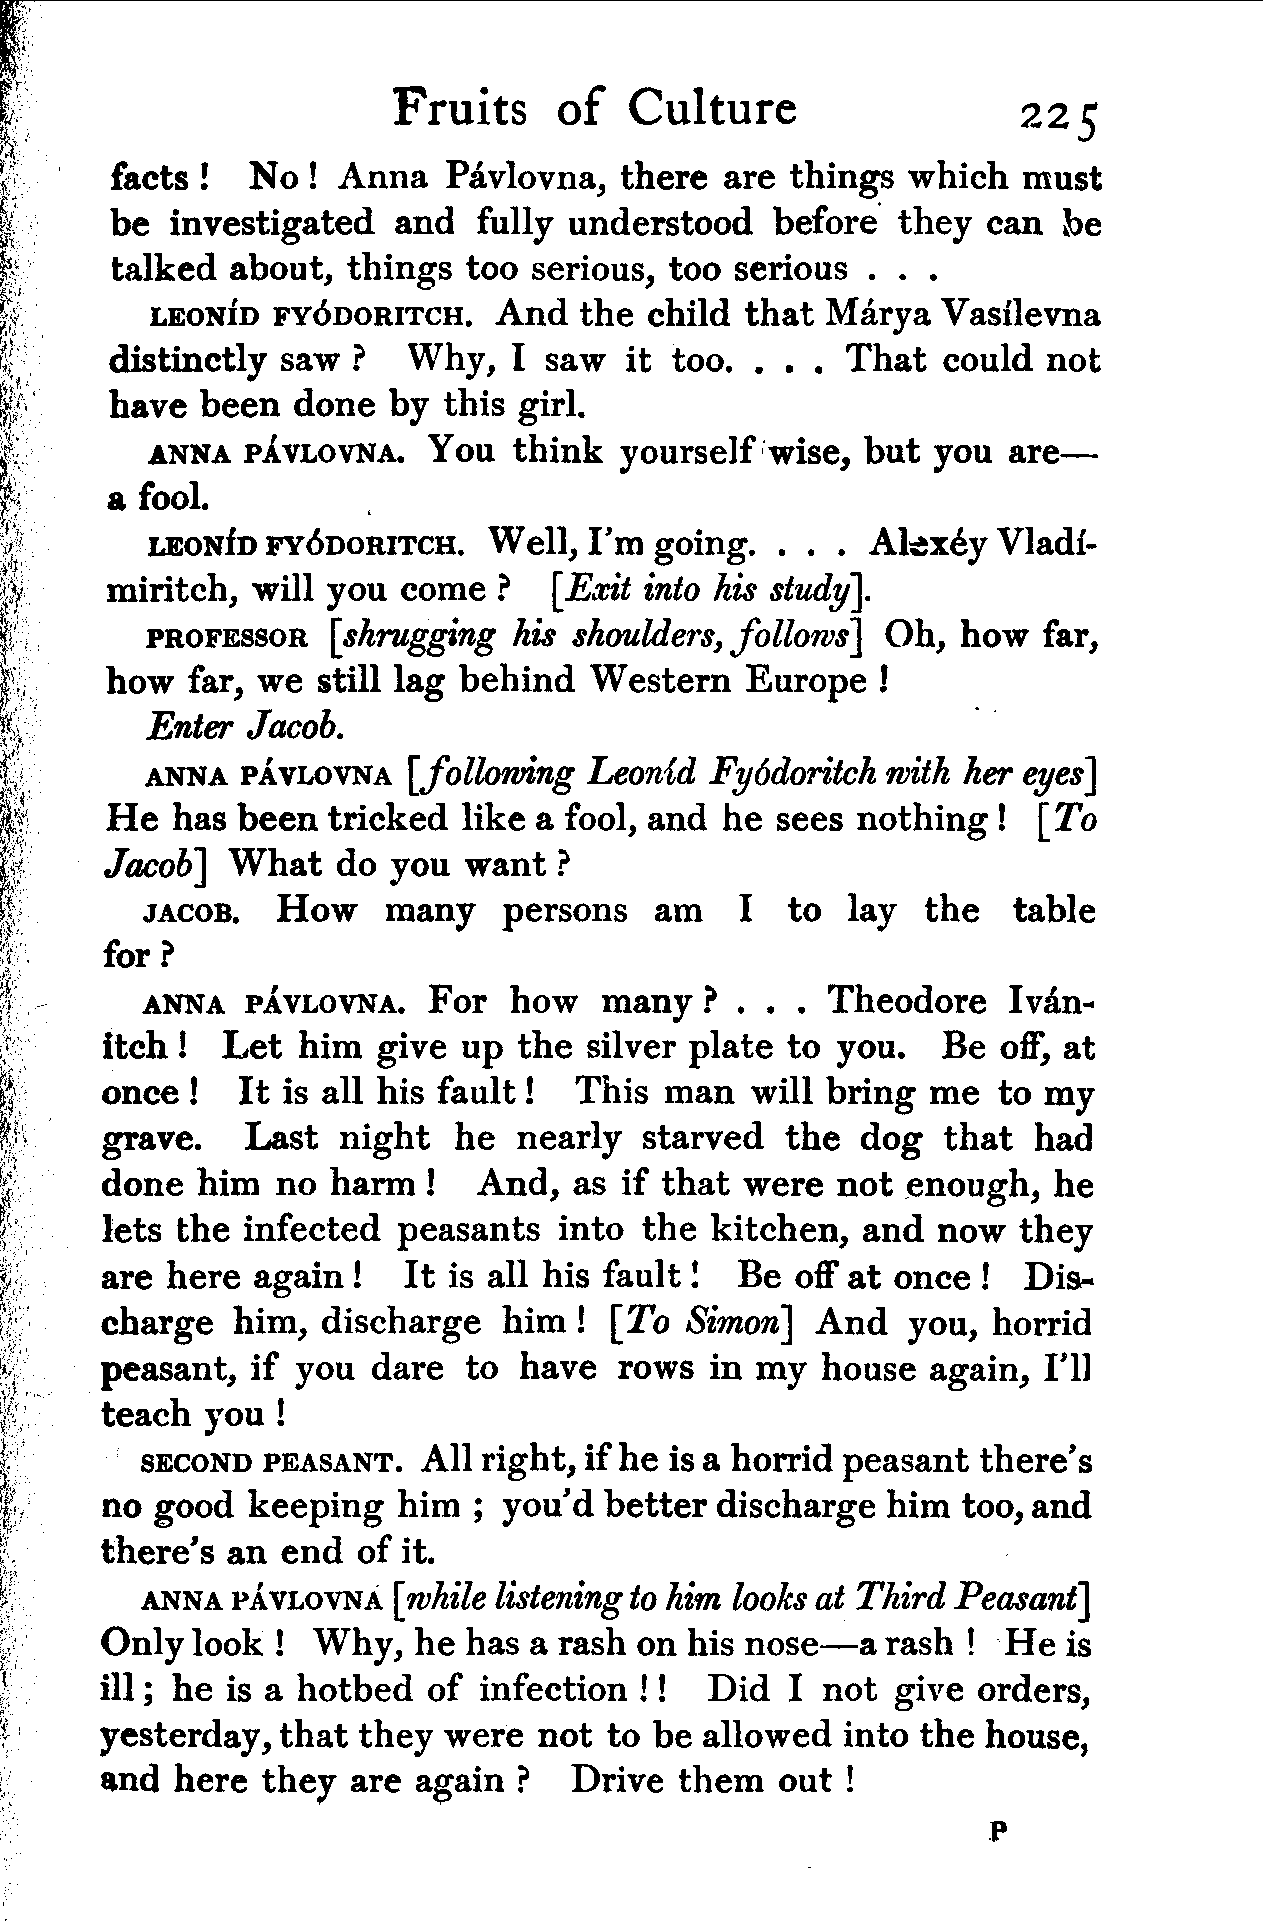 Fruits of Culture 225
facts! No! Anna Pávlovna, there are things which must
be investigated and fully understood before they can be
talked about, things too serious, too serious . . .
LEONÍD FYÓDORITCH. And the child that Márya Vasílevna
distinctly saw? Why, I saw it too. . . . That could not
have been done by this girl.
ANNA PÁVLOVNA. You think yourself wise, but you are—
a fool.
LEONÍD FYÓDORITCH. Well, I'm going. . . . Alexéy Vladí-
miritch, will you come? [Exit into his study].
PROFESSOR [shrugging his shoulders, follows] Oh, how far,
how far, we still lag behind Western Europe!
Enter Jacob.
ANNA PÁVLOVNA [following Leoníd Fyódoritch with her eyes]
He has been tricked like a fool, and he sees nothing! [To
Jacob] What do you want?
JACOB. How many persons am I to lay the table
for?
ANNA PÁVLOVNA. For how many? . . . Theodore Iván-
itch! Let him give up the silver plate to you. Be off, at
once! It is all his fault! This man will bring me to my
grave. Last night he nearly starved the dog that had
done him no harm! And, as if that were not enough, he
lets the infected peasants into the kitchen, and now they
are here again! It is all his fault! Be off at once! Dis-
charge him, discharge him! [To Simon] And you, horrid
peasant, if you dare to have rows in my house again, I'll
teach you!
SECOND PEASANT. All right, if he is a horrid peasant there's
no good keeping him; you'd better discharge him too, and
there's an end of it.
ANNA PÁVLOVNA [while listening to him looks at Third Peasant]
Only look! Why, he has a rash on his nose—a rash! He is
ill; he is a hotbed of infection!! Did I not give orders,
yesterday, that they were not to be allowed into the house,
and here they are again? Drive them out!
P